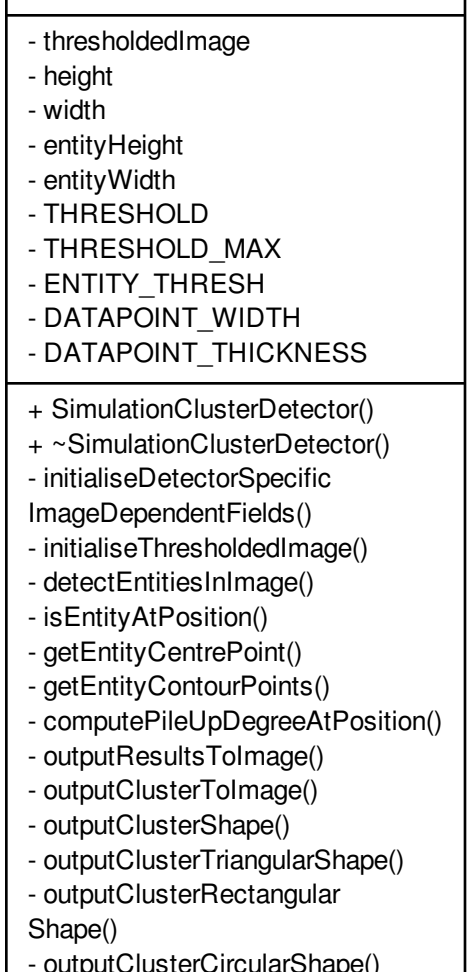 - thresholdedImage
- height
- width
- entityHeight
- entityWidth
- THRESHOLD
- THRESHOLD_MAX
- ENTITY_THRESH
- DATAPOINT_WIDTH
- DATAPOINT_THICKNESS
+ SimulationClusterDetector()
+ ~SimulationClusterDetector()
- initialiseDetectorSpecific
ImageDependentFields()
- initialiseThresholdedImage()
- detectEntitiesInImage()
- isEntityAtPosition()
- getEntityCentrePoint()
- getEntityContourPoints()
- computePileUpDegreeAtPosition()
- outputResultsToImage()
- outputClusterToImage()
- outputClusterShape()
- outputClusterTriangularShape()
- outputClusterRectangular
Shape()
- outputClusterCircularShape()